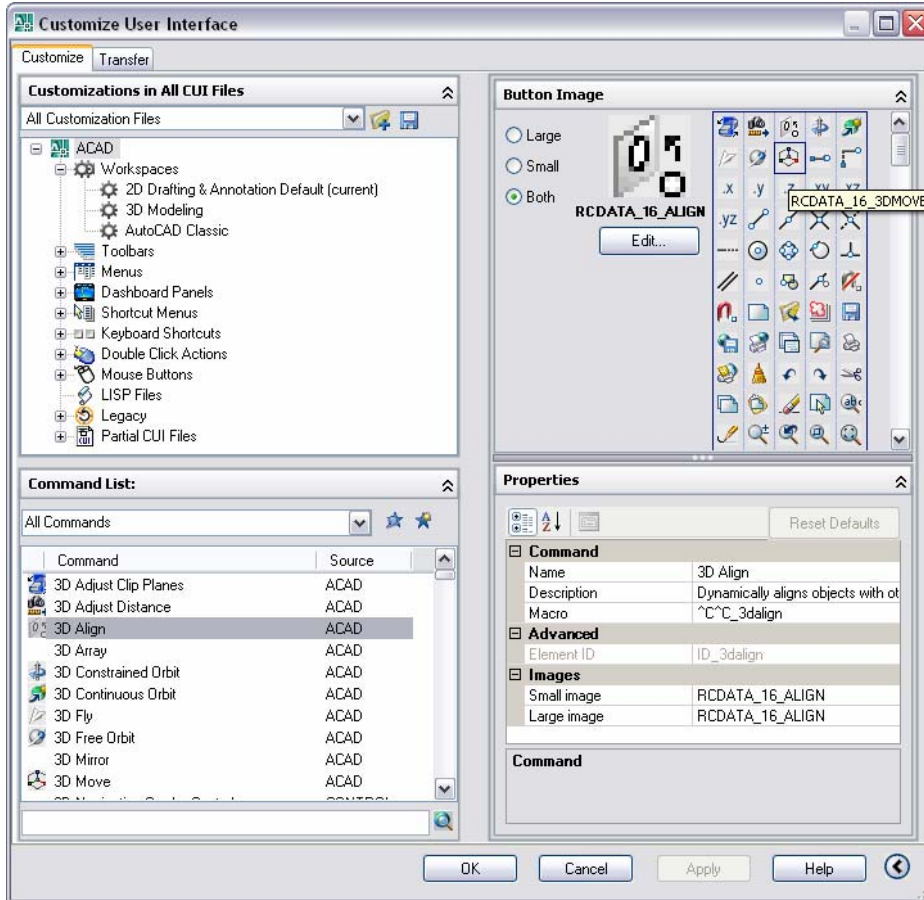 Customize User Interface
Customize Transfer
Customizations in All CUI Files
All Customization Files
ACAD
Workspaces
2D Drafting & Annotation Default (current)
3D Modeling
AutoCAD Classic
Toolbars
Menus
Dashboard Panels
Shortcut Menus
Keyboard Shortcuts
Double Click Actions
Mouse Buttons
LISP Files
Legacy
Partial CUI Files
Command List:
All Commands
Command Source
3D Adjust Clip Planes ACAD
3D Adjust Distance ACAD
3D Align ACAD
3D Array ACAD
3D Constrained Orbit ACAD
3D Continuous Orbit ACAD
3D Fly ACAD
3D Free Orbit ACAD
3D Mirror ACAD
3D Move ACAD
Button Image
Large
Small
Both
RCDATA_16_ALIGN
Edit...
.x .y .z .xy .xz
RCDATA_16_3DMOVE
.yz
Properties
Reset Defaults
Command
Name 3D Align
Description Dynamically aligns objects with ot
Macro ^C^C_3dalign
Advanced
Element ID ID_3dalign
Images
Small image RCDATA_16_ALIGN
Large image RCDATA_16_ALIGN
Command
OK Cancel Apply Help